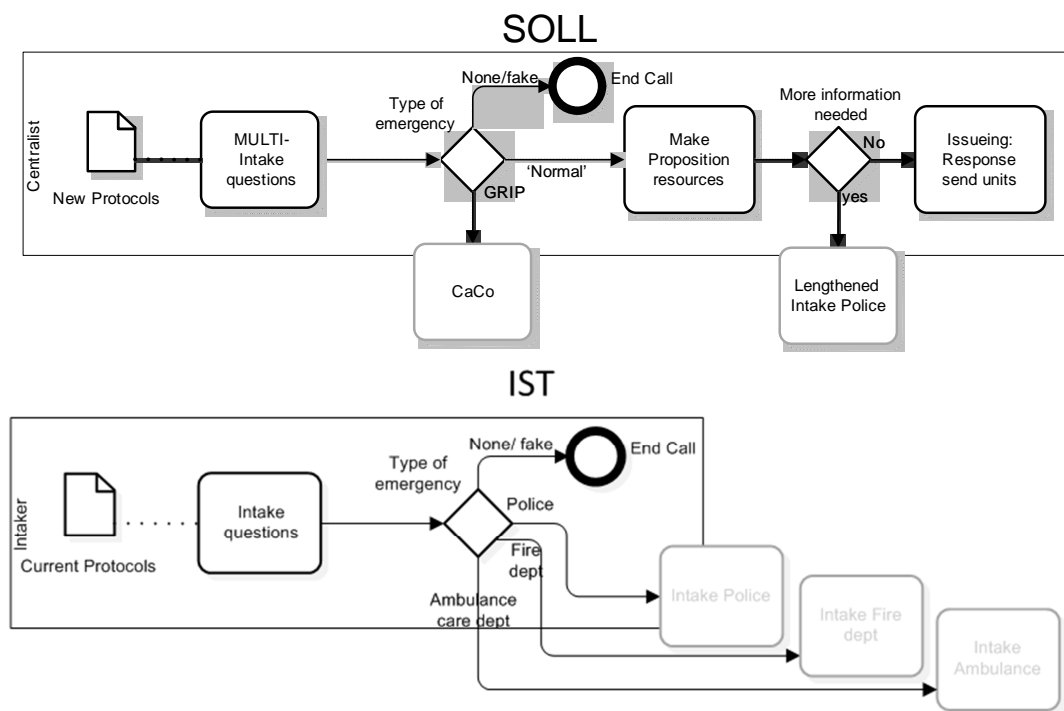 SOLL
Centralist
New Protocols
MULTI-
Intake
questions
Type of
emergency
None/fake
End Call
'Normal'
GRIP
CaCo
Make
Proposition
resources
More information
needed
No
yes
Issueing:
Response
send units
Lengthened
Intake Police
IST
Intaker
Current Protocols
Intake
questions
Type of
emergency
None/ fake
End Call
Police
Fire
dept
Ambulance
care dept
Intake Police
Intake Fire
dept
Intake
Ambulance